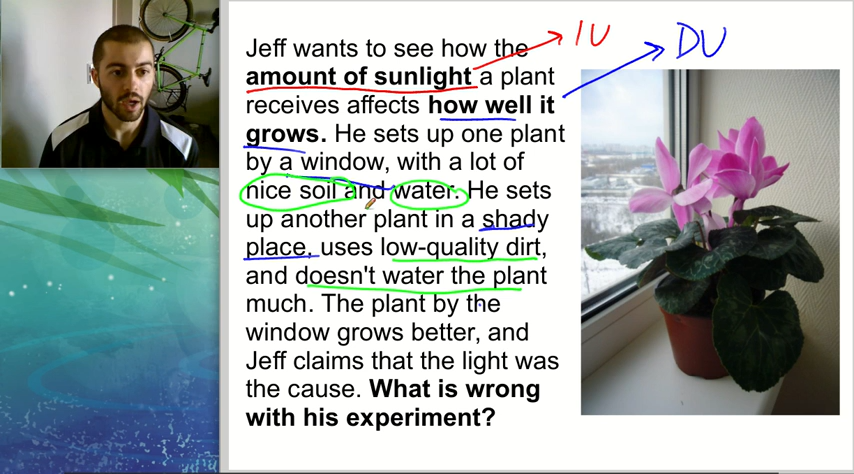 Jeff wants to see how the
amount of sunlight a plant
receives affects how well it
grows. He sets up one plant
by a window, with a lot of
nice soil and water. He sets
up another plant in a shady
place, uses low-quality dirt,
and doesn't water the plant
much. The plant by the
window grows better, and
Jeff claims that the light was
the cause. What is wrong
with his experiment?
IU
DU